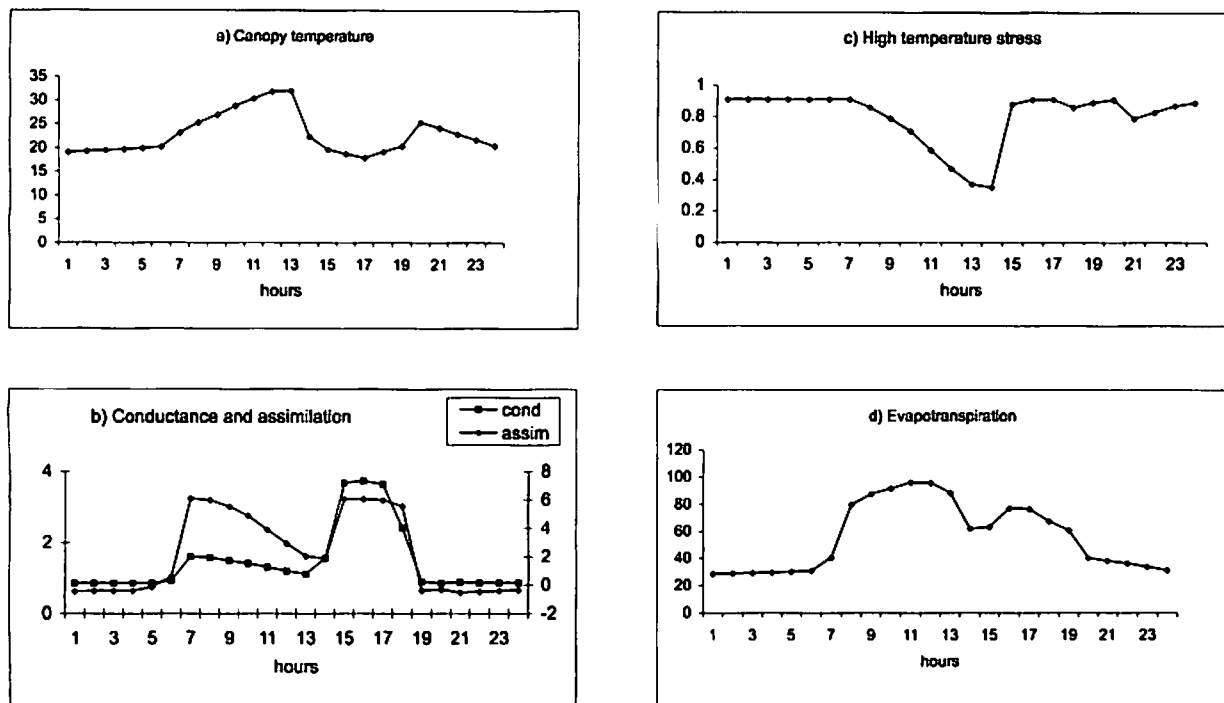 a) Canopy temperature
35
30
25
20
15
10
5
0
1 3 5 7 9 11 13 15 17 19 21 23
hours
c) High temperature stress
1
0.8
0.6
0.4
0.2
0
1 3 5 7 9 11 13 15 17 19 21 23
hours
b) Conductance and assimilation
cond
assim
4
2
0
8
6
4
2
0
-2
1 3 5 7 9 11 13 15 17 19 21 23
hours
d) Evapotranspiration
120
100
80
60
40
20
0
1 3 5 7 9 11 13 15 17 19 21 23
hours